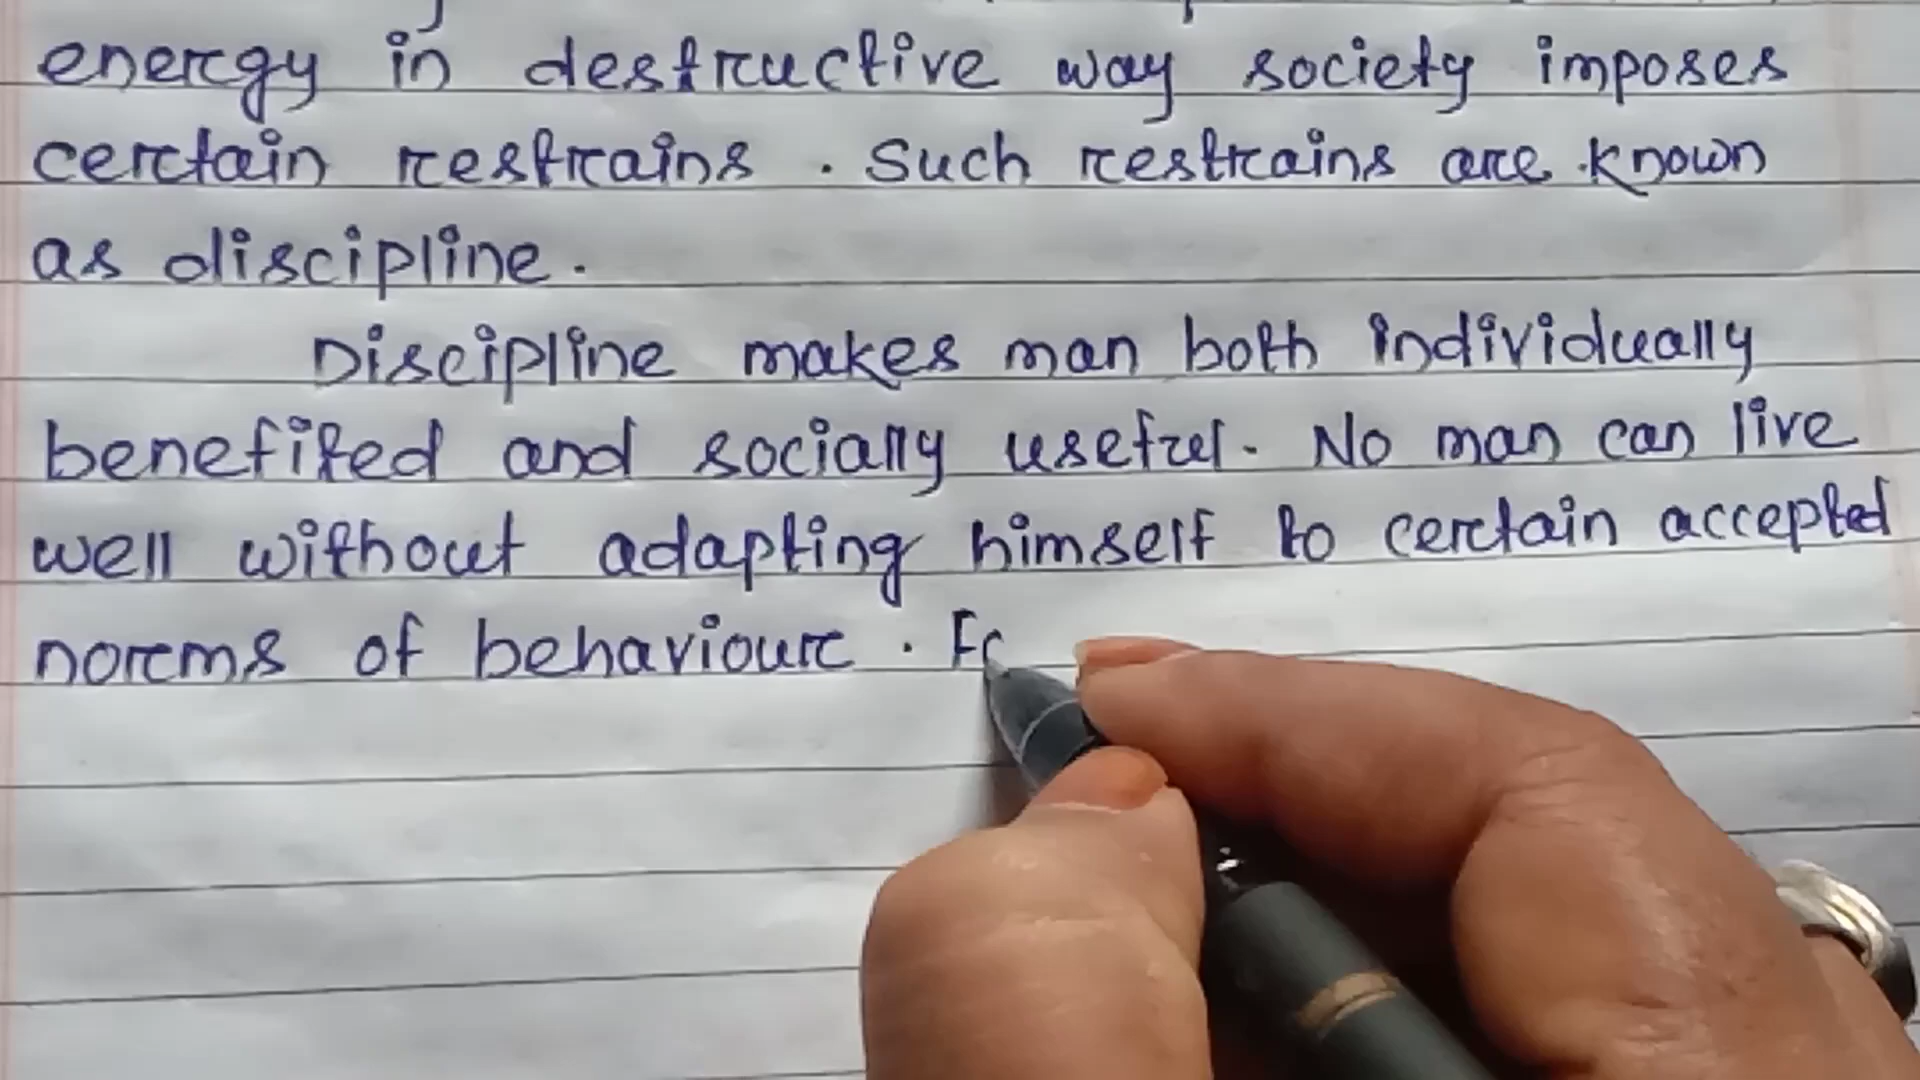 energy in destructive way society imposes
certain restrains. Such restrains are known
as discipline.
Discipline makes man both individually
benefited and socially useful. No man can live
well without adapting himself to certain accepted
norms of behaviour.